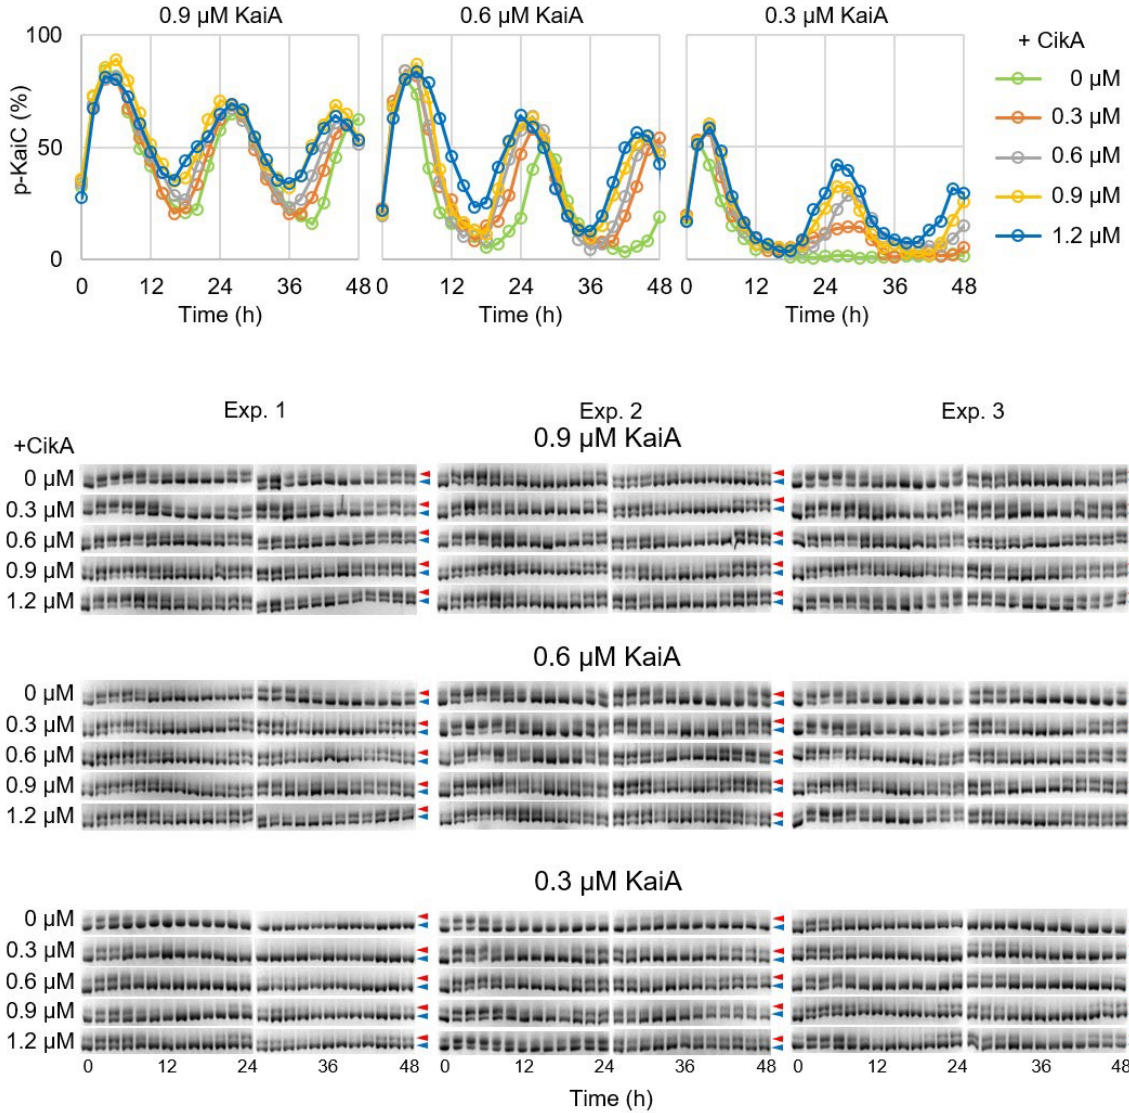 0.9 µM KaiA 0.6 µM KaiA 0.3 µM KaiA
100
50
0
p-KaiC (%)
0 12 24 36 48 0 12 24 36 48 0 12 24 36 48
Time (h) Time (h) Time (h)
+ CikA
0 µM
0.3 µM
0.6 µM
0.9 µM
1.2 µM
Exp. 1 Exp. 2 Exp. 3
0.9 µM KaiA
+CikA
0 µM
0.3 µM
0.6 µM
0.9 µM
1.2 µM
0.6 µM KaiA
0 µM
0.3 µM
0.6 µM
0.9 µM
1.2 µM
0.3 µM KaiA
0 µM
0.3 µM
0.6 µM
0.9 µM
1.2 µM
0 12 24 36 48 0 12 24 36 48 0 12 24 36 48
Time (h)